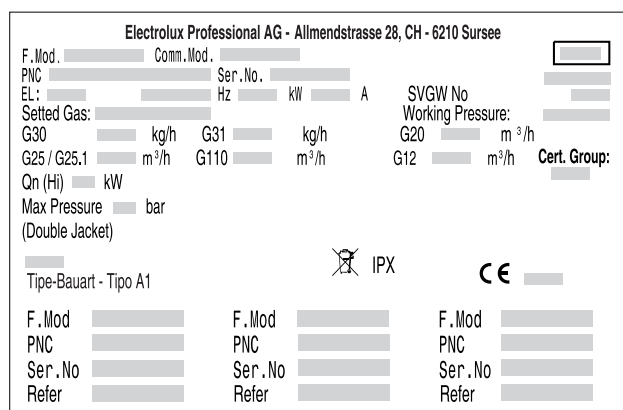 Electrolux Professional AG - Allmendstrasse 28, CH - 6210 Sursee
F.Mod. Comm.Mod.
PNC Ser.No.
EL: Hz kW A SVGW No
Setted Gas: Working Pressure:
G30 kg/h G31 kg/h G20 m³/h
G25 / G25.1 m³/h G110 m³/h G12 m³/h Cert. Group:
Qn (Hi) kW
Max Pressure bar
(Double Jacket)
IPX CE
Tipe-Bauart - Tipo A1
F.Mod F.Mod F.Mod
PNC PNC PNC
Ser.No Ser.No Ser.No
Refer Refer Refer